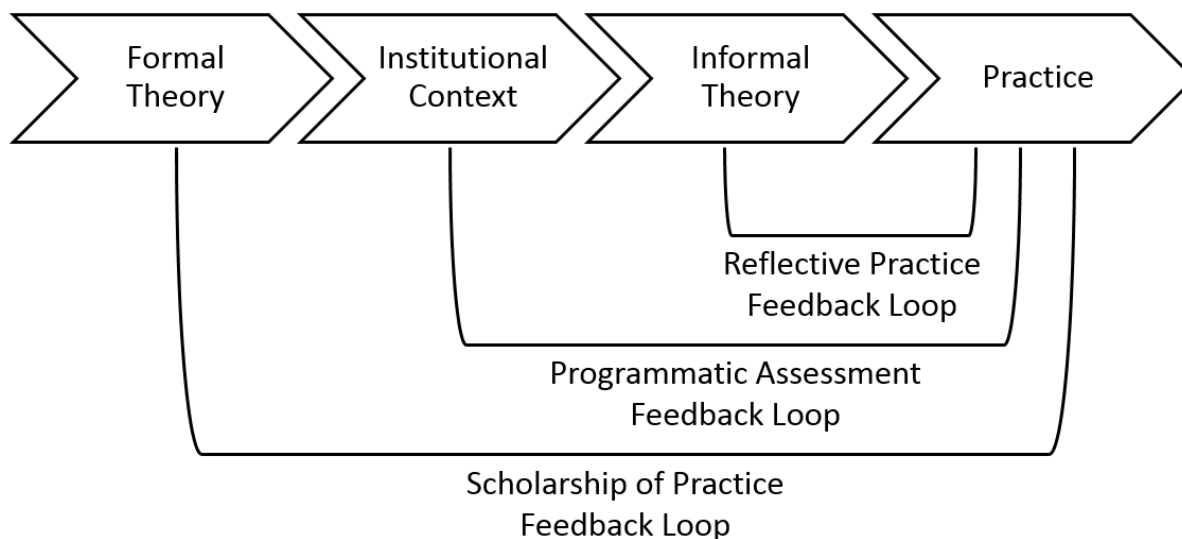 Formal
Theory
Institutional
Context
Informal
Theory
Practice
Reflective Practice
Feedback Loop
Programmatic Assessment
Feedback Loop
Scholarship of Practice
Feedback Loop